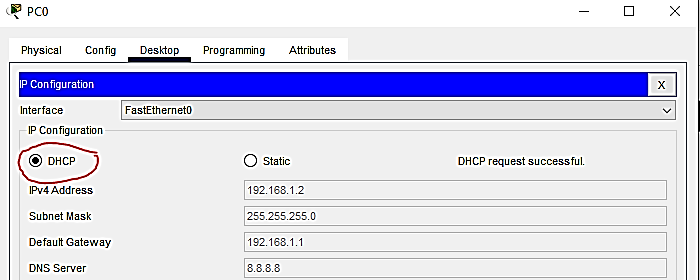 PC0
Physical Config Desktop Programming Attributes
IP Configuration X
Interface FastEthernet0
IP Configuration
DHCP Static DHCP request successful.
IPv4 Address 192.168.1.2
Subnet Mask 255.255.255.0
Default Gateway 192.168.1.1
DNS Server 8.8.8.8